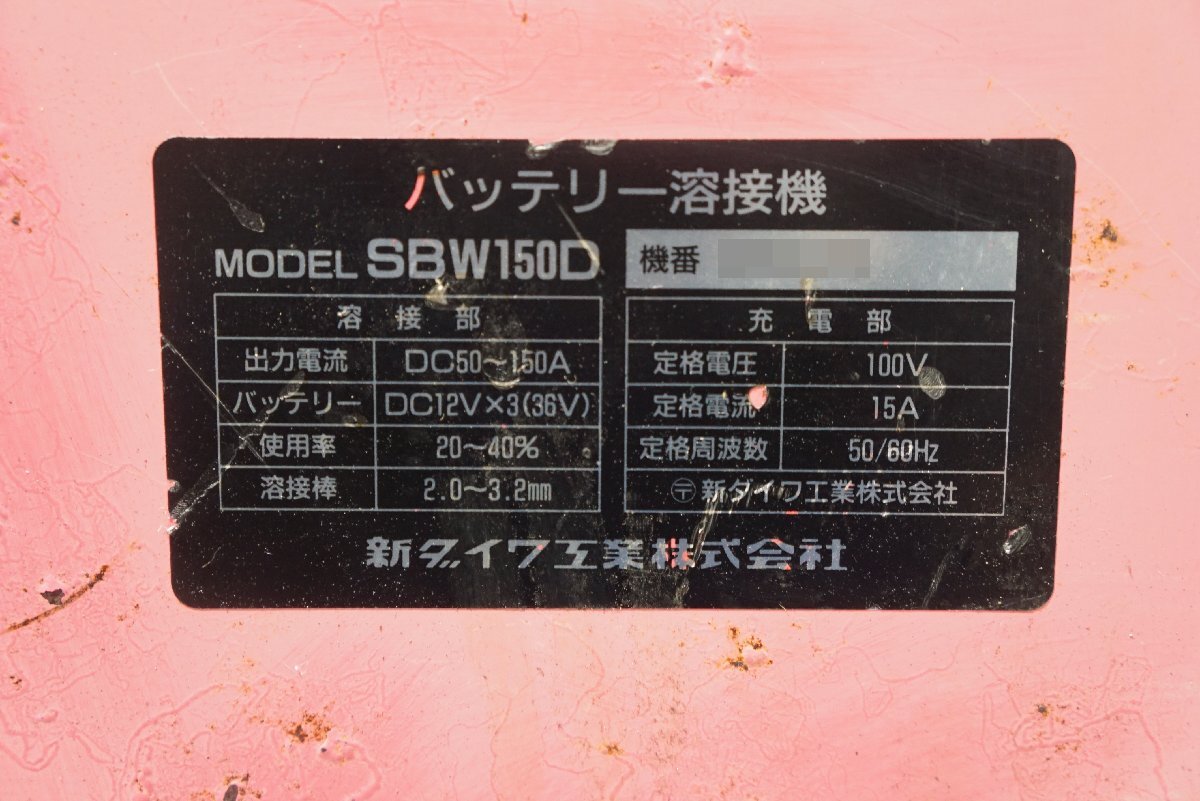 バッテリー溶接機
MODEL SBW150D
機番
溶接部
出力電流 DC50～150A
バッテリー DC12V×3(36V)
使用率 20～40%
溶接棒 2.0～3.2mm
充電部
定格電圧 100V
定格電流 15A
定格周波数 50/60Hz
〶新ダイワ工業株式会社
新ダイワ工業株式会社